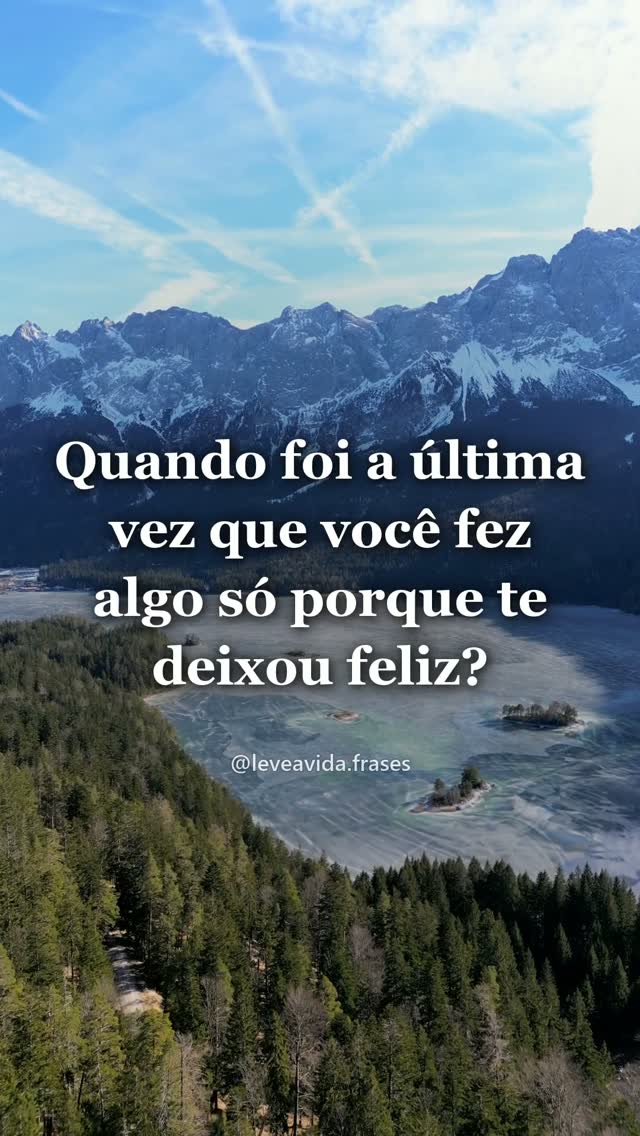 Quando foi a última
vez que você fez
algo só porque te
deixou feliz?
@leveavida.frases